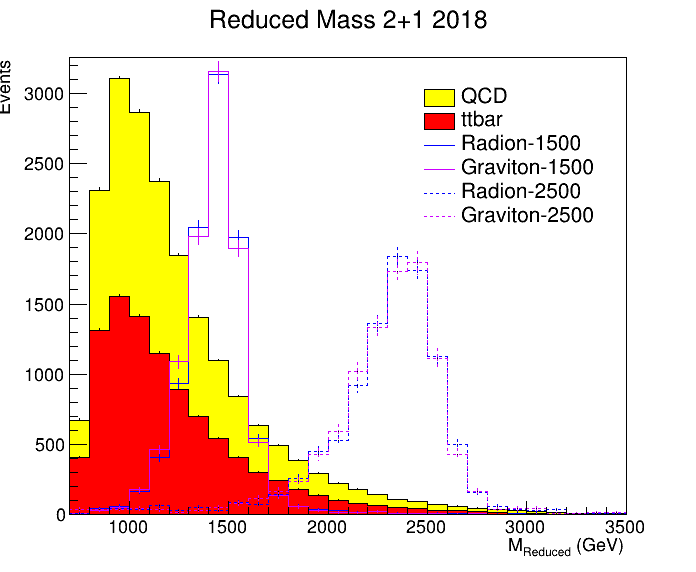 Reduced Mass 2+1 2018
Events
3000
2500
2000
1500
1000
500
0
QCD
ttbar
Radion-1500
Graviton-1500
Radion-2500
Graviton-2500
1000 1500 2000 2500 3000 3500
M_Reduced (GeV)